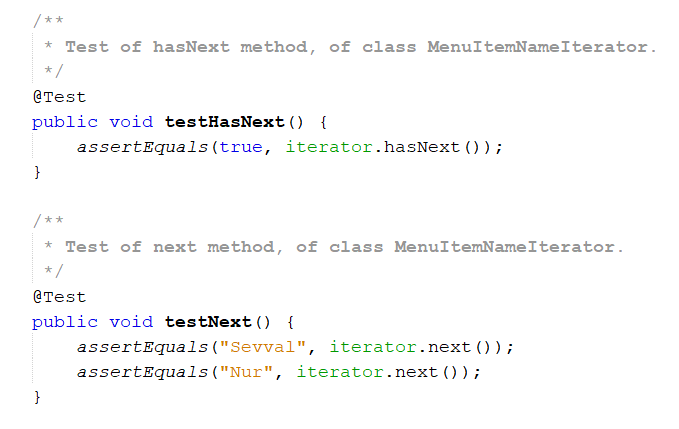 /**
 * Test of hasNext method, of class MenuItemNameIterator.
 */
@Test
public void testHasNext() {
    assertEquals(true, iterator.hasNext());
}
/**
 * Test of next method, of class MenuItemNameIterator.
 */
@Test
public void testNext() {
    assertEquals("Sevval", iterator.next());
    assertEquals("Nur", iterator.next());
}